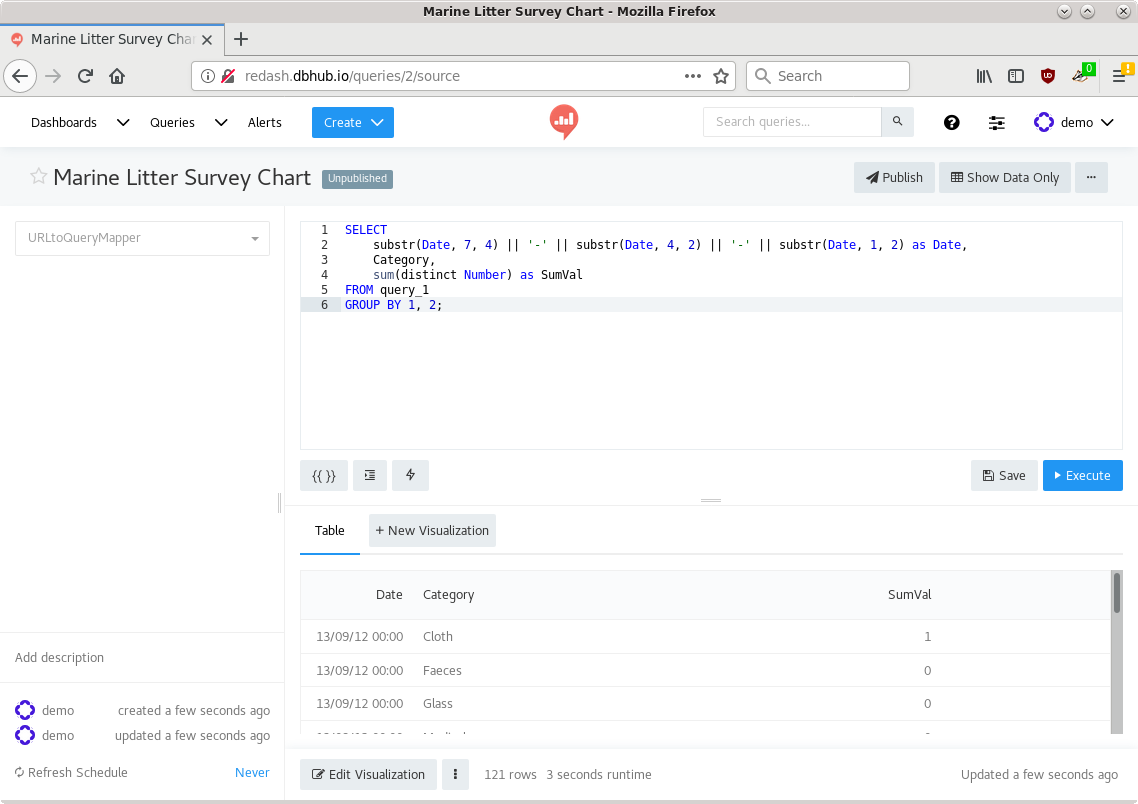 Marine Litter Survey Chart - Mozilla Firefox
Marine Litter Survey Char
redash.dbhub.io/queries/2/source
Search
0
Dashboards
Queries
Alerts
Create
Search queries...
demo
Marine Litter Survey Chart
Unpublished
Publish
Show Data Only
URLtoQueryMapper
1 SELECT
2 substr(Date, 7, 4) || '-' || substr(Date, 4, 2) || '-' || substr(Date, 1, 2) as Date,
3 Category,
4 sum(distinct Number) as SumVal
5 FROM query_1
6 GROUP BY 1, 2;
{{ }}
Save
Execute
Table
+ New Visualization
Date Category SumVal
13/09/12 00:00 Cloth 1
13/09/12 00:00 Faeces 0
13/09/12 00:00 Glass 0
Add description
demo created a few seconds ago
demo updated a few seconds ago
Refresh Schedule Never
Edit Visualization
121 rows 3 seconds runtime
Updated a few seconds ago